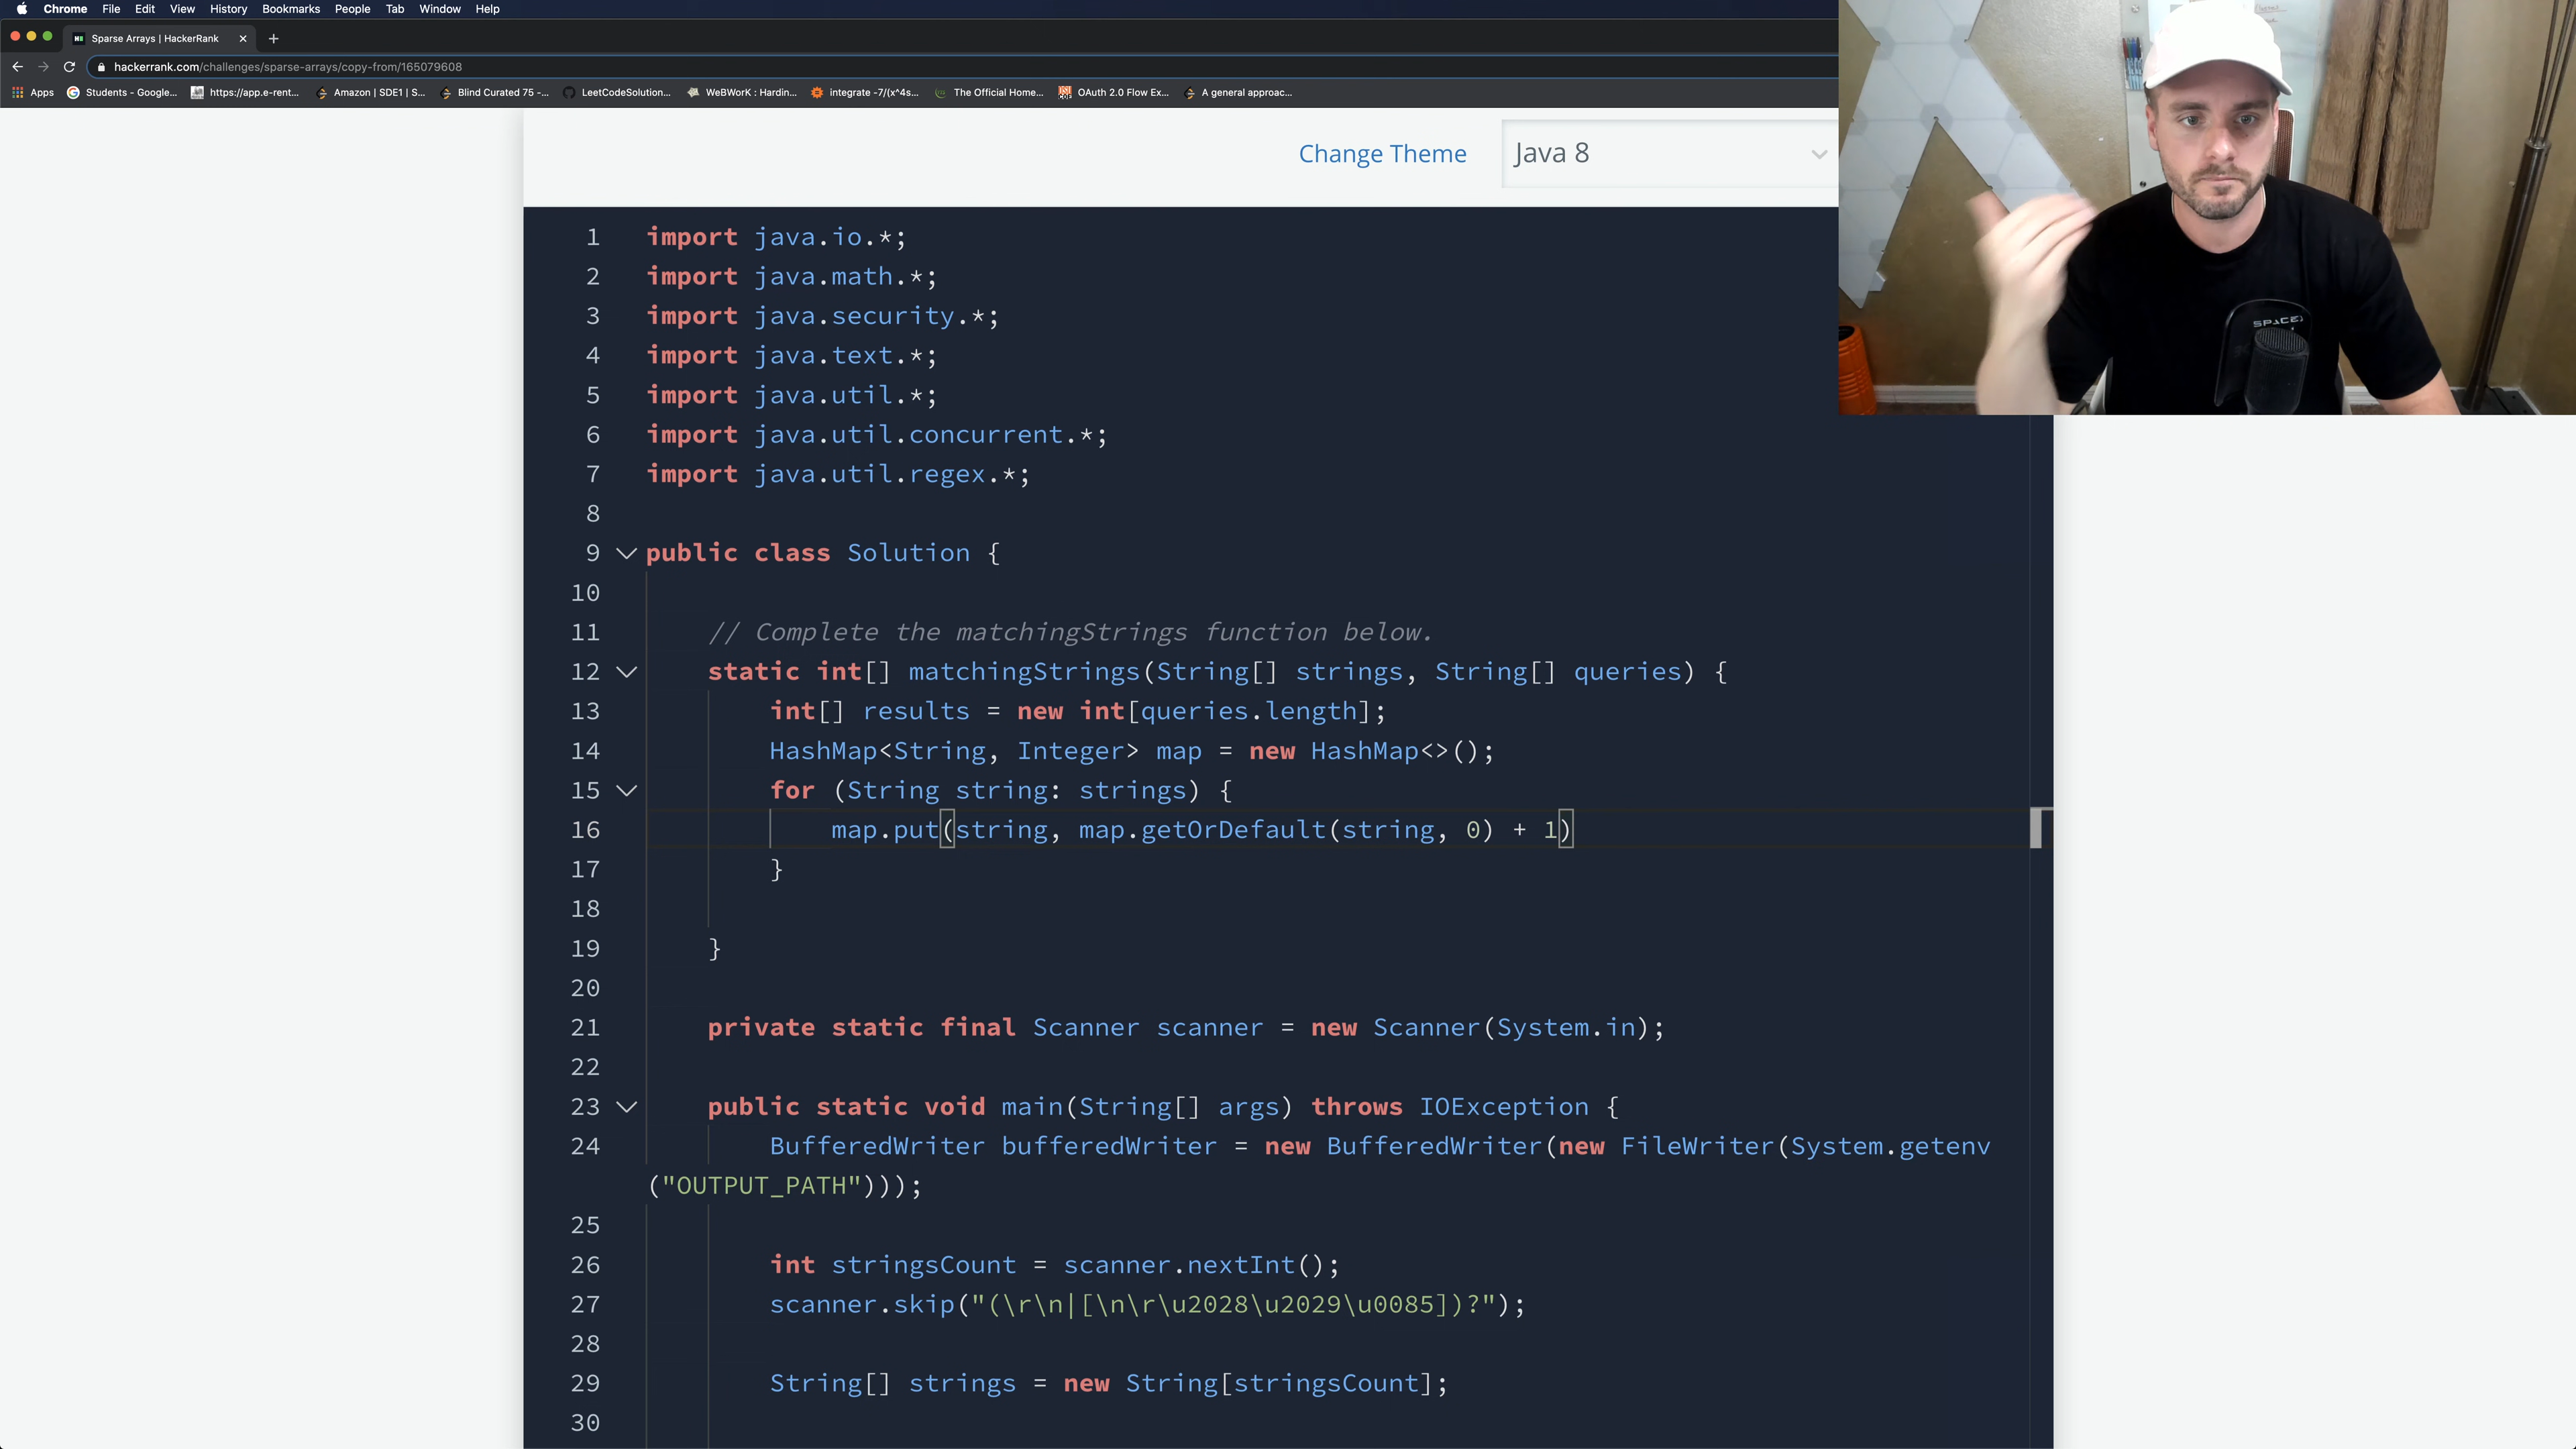 Chrome File Edit View History Bookmarks People Tab Window Help
Sparse Arrays | HackerRank
hackerrank.com/challenges/sparse-arrays/copy-from/165079608
Apps Students - Google... https://app.e-rent... Amazon | SDE1 | S... Blind Curated 75 -... LeetCodeSolution... WeBWorK : Hardin... integrate -7/(x^4s... The Official Home... OAuth 2.0 Flow Ex... A general approac...
Change Theme Java 8
1 import java.io.*;
2 import java.math.*;
3 import java.security.*;
4 import java.text.*;
5 import java.util.*;
6 import java.util.concurrent.*;
7 import java.util.regex.*;
8
9 public class Solution {
10
11 // Complete the matchingStrings function below.
12 static int[] matchingStrings(String[] strings, String[] queries) {
13 int[] results = new int[queries.length];
14 HashMap<String, Integer> map = new HashMap<>();
15 for (String string: strings) {
16 map.put(string, map.getOrDefault(string, 0) + 1)
17 }
18
19 }
20
21 private static final Scanner scanner = new Scanner(System.in);
22
23 public static void main(String[] args) throws IOException {
24 BufferedWriter bufferedWriter = new BufferedWriter(new FileWriter(System.getenv
("OUTPUT_PATH")));
25
26 int stringsCount = scanner.nextInt();
27 scanner.skip("(\r\n|[\n\r\u2028\u2029\u0085])?");
28
29 String[] strings = new String[stringsCount];
30